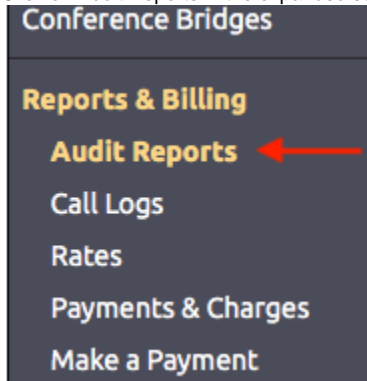 Conference Bridges
Reports & Billing
Audit Reports
Call Logs
Rates
Payments & Charges
Make a Payment